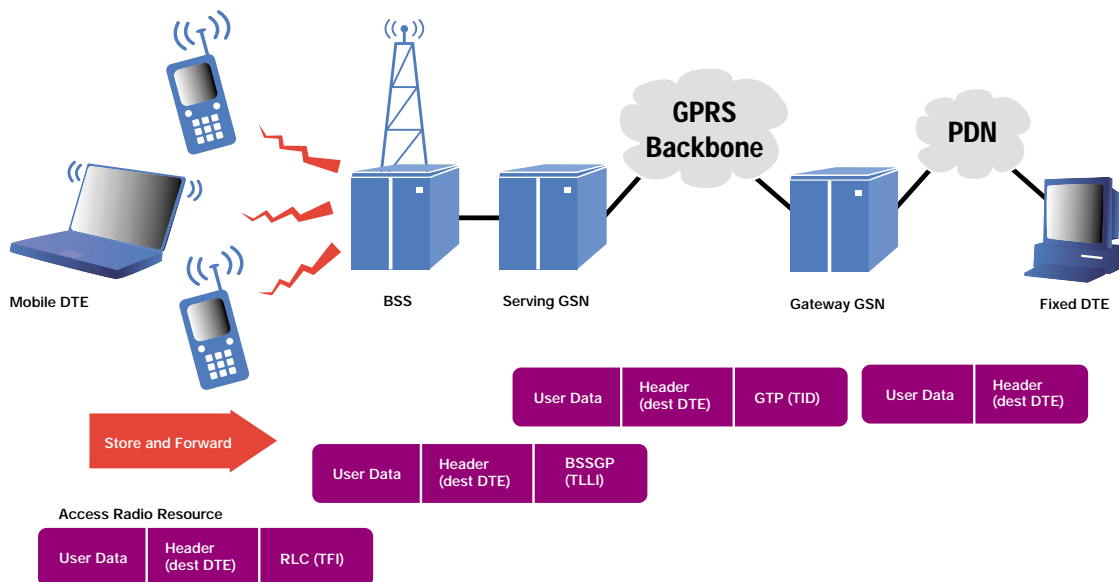 GPRS
Backbone
PDN
Mobile DTE
BSS
Serving GSN
Gateway GSN
Fixed DTE
User Data
Header
(dest DTE)
GTP (TID)
User Data
Header
(dest DTE)
Store and Forward
User Data
Header
(dest DTE)
BSSGP
(TLLI)
Access Radio Resource
User Data
Header
(dest DTE)
RLC (TFI)